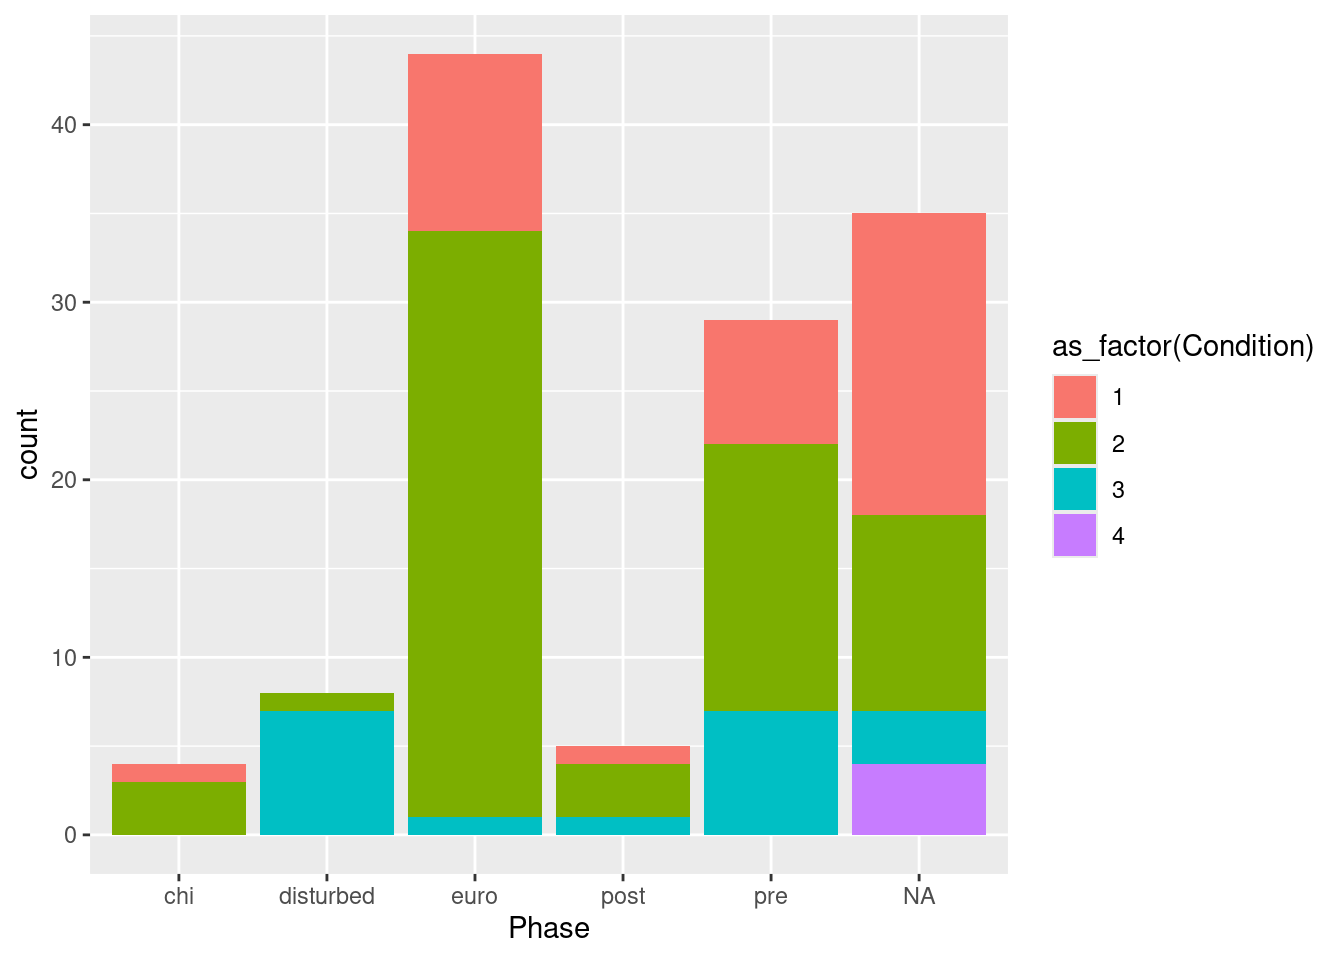 40
30
20
10
0
count
chi disturbed euro post pre NA
Phase
as_factor(Condition)
1
2
3
4